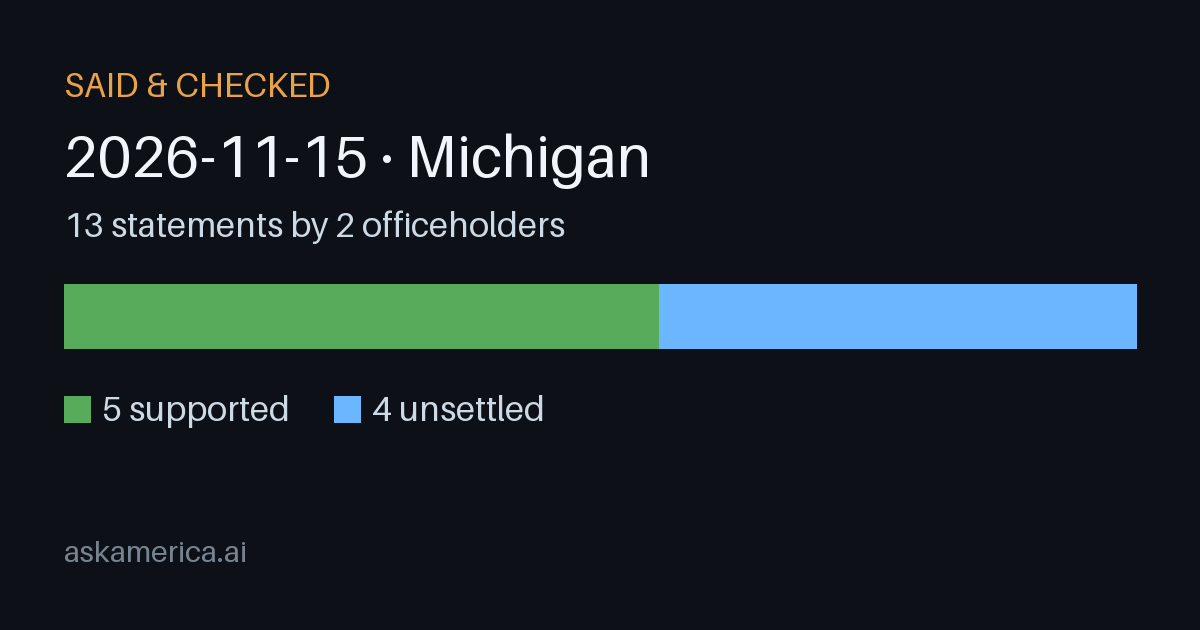 SAID & CHECKED
2026-11-15 · Michigan
13 statements by 2 officeholders
5 supported 4 unsettled
askamerica.ai